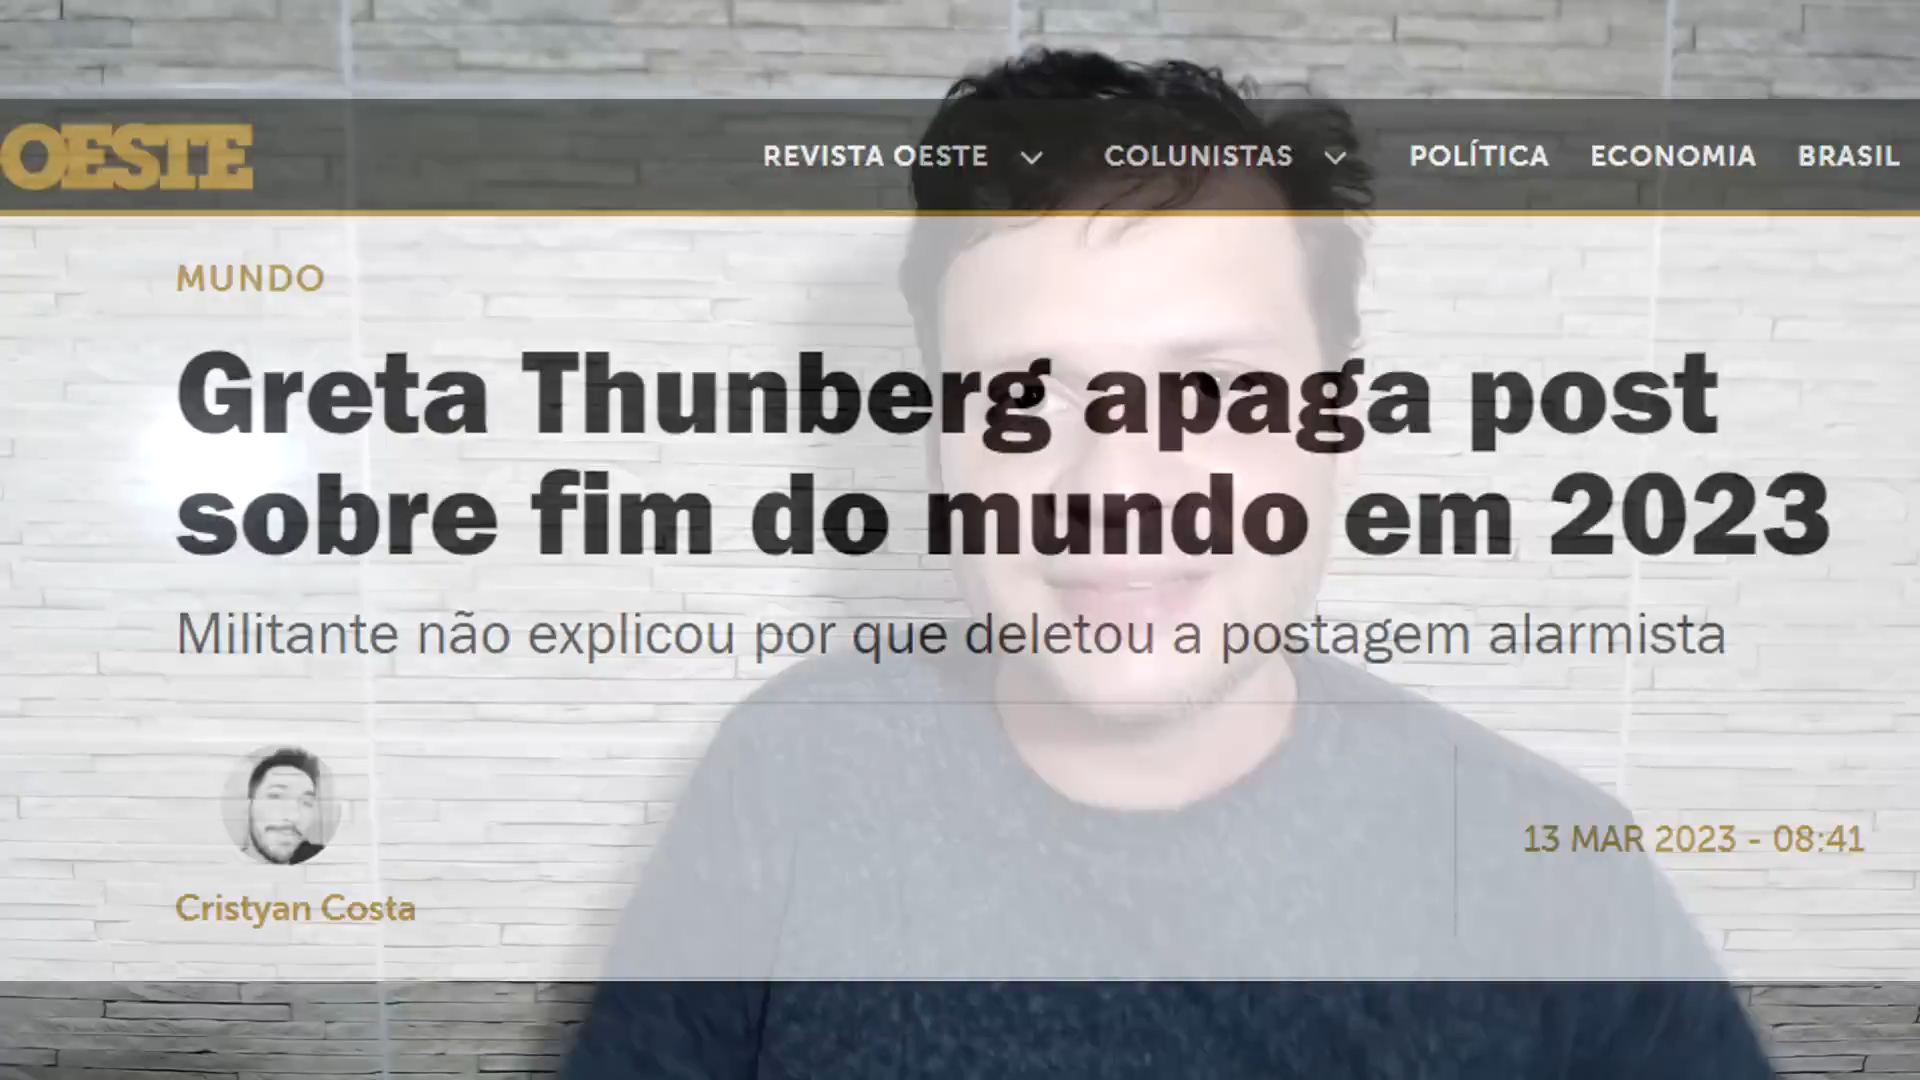 OESTE
REVISTA OESTE COLUNISTAS POLÍTICA ECONOMIA BRASIL
MUNDO
Greta Thunberg apaga post
sobre fim do mundo em 2023
Militante não explicou por que deletou a postagem alarmista
13 MAR 2023 - 08:41
Cristyan Costa